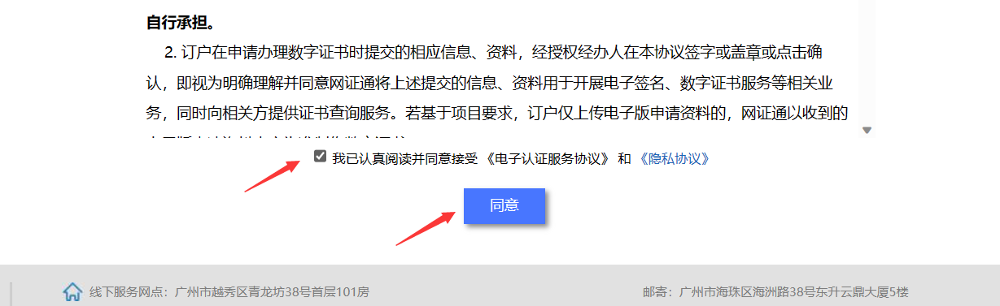 自行承担。
2. 订户在申请办理数字证书时提交的相应信息、资料，经授权经办人在本协议签字或盖章或点击确
认，即视为明确理解并同意网证通将上述提交的信息、资料用于开展电子签名、数字证书服务等相关业
务，同时向相关方提供证书查询服务。若基于项目要求，订户仅上传电子版申请资料的，网证通以收到的
我已认真阅读并同意接受 《电子认证服务协议》 和 《隐私协议》
同意
线下服务网点：广州市越秀区青龙坊38号首层101房
邮寄：广州市海珠区海洲路38号东升云鼎大厦5楼